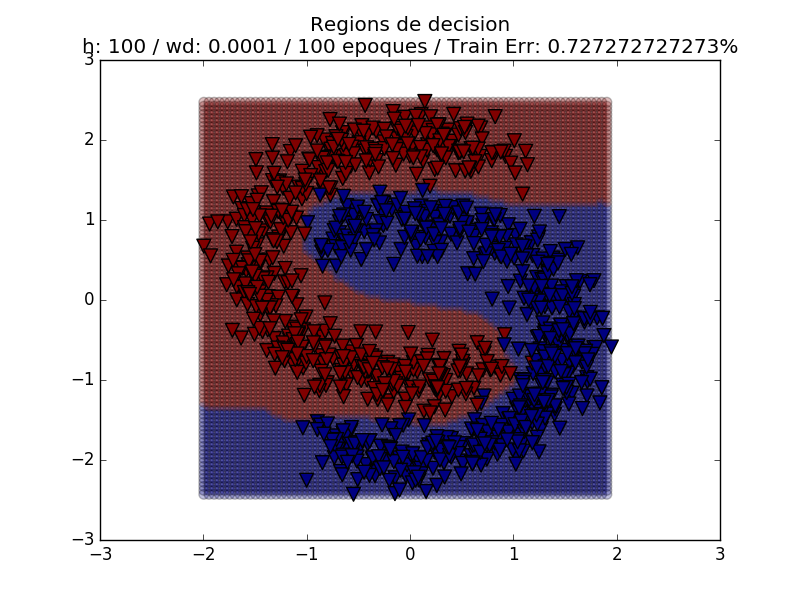 Regions de decision
h: 100 / wd: 0.0001 / 100 epoques / Train Err: 0.727272727273%
3
2
1
0
−1
−2
−3
−3 −2 −1 0 1 2 3